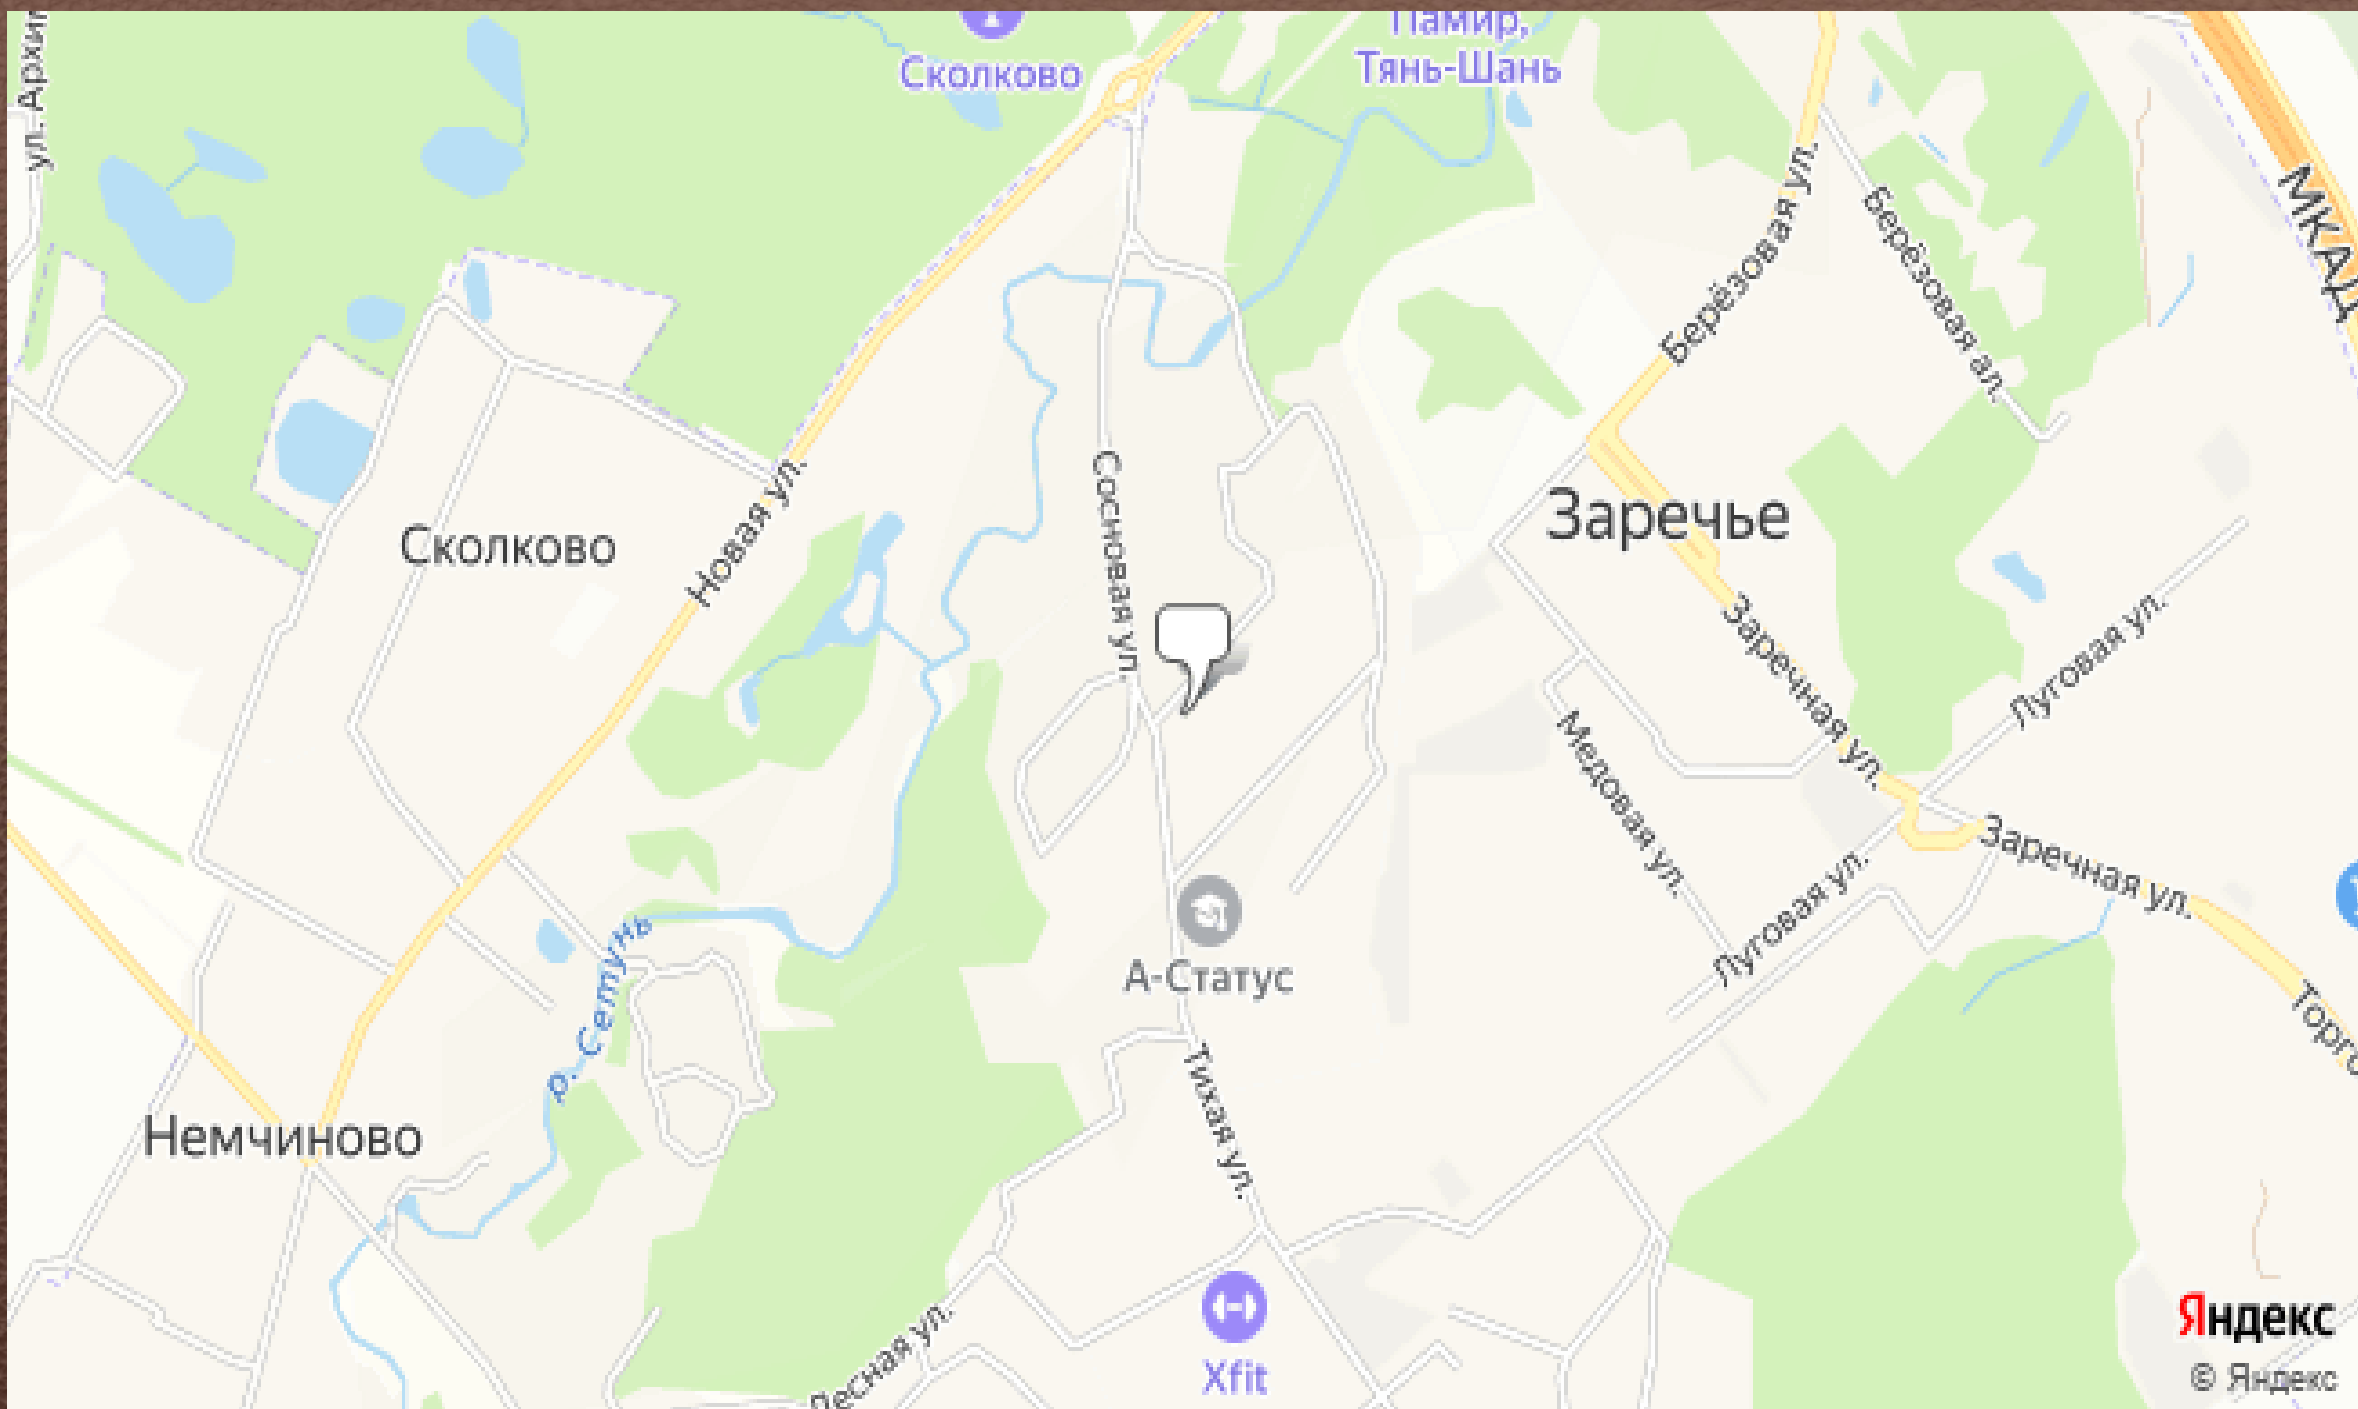 Памир,
Тянь-Шань
Сколково
ул. Архи
МКАД
Берёзовая ул.
Берёзовая ал.
Сколково
Новая ул.
Сосновая ул.
Заречье
Заречная ул.
Луговая ул.
Медовая ул.
Заречная ул.
Луговая ул.
А-Статус
р. Сетунь
Торго
Тихая ул.
Немчиново
Лесная ул.
Xfit
Яндекс
© Яндекс